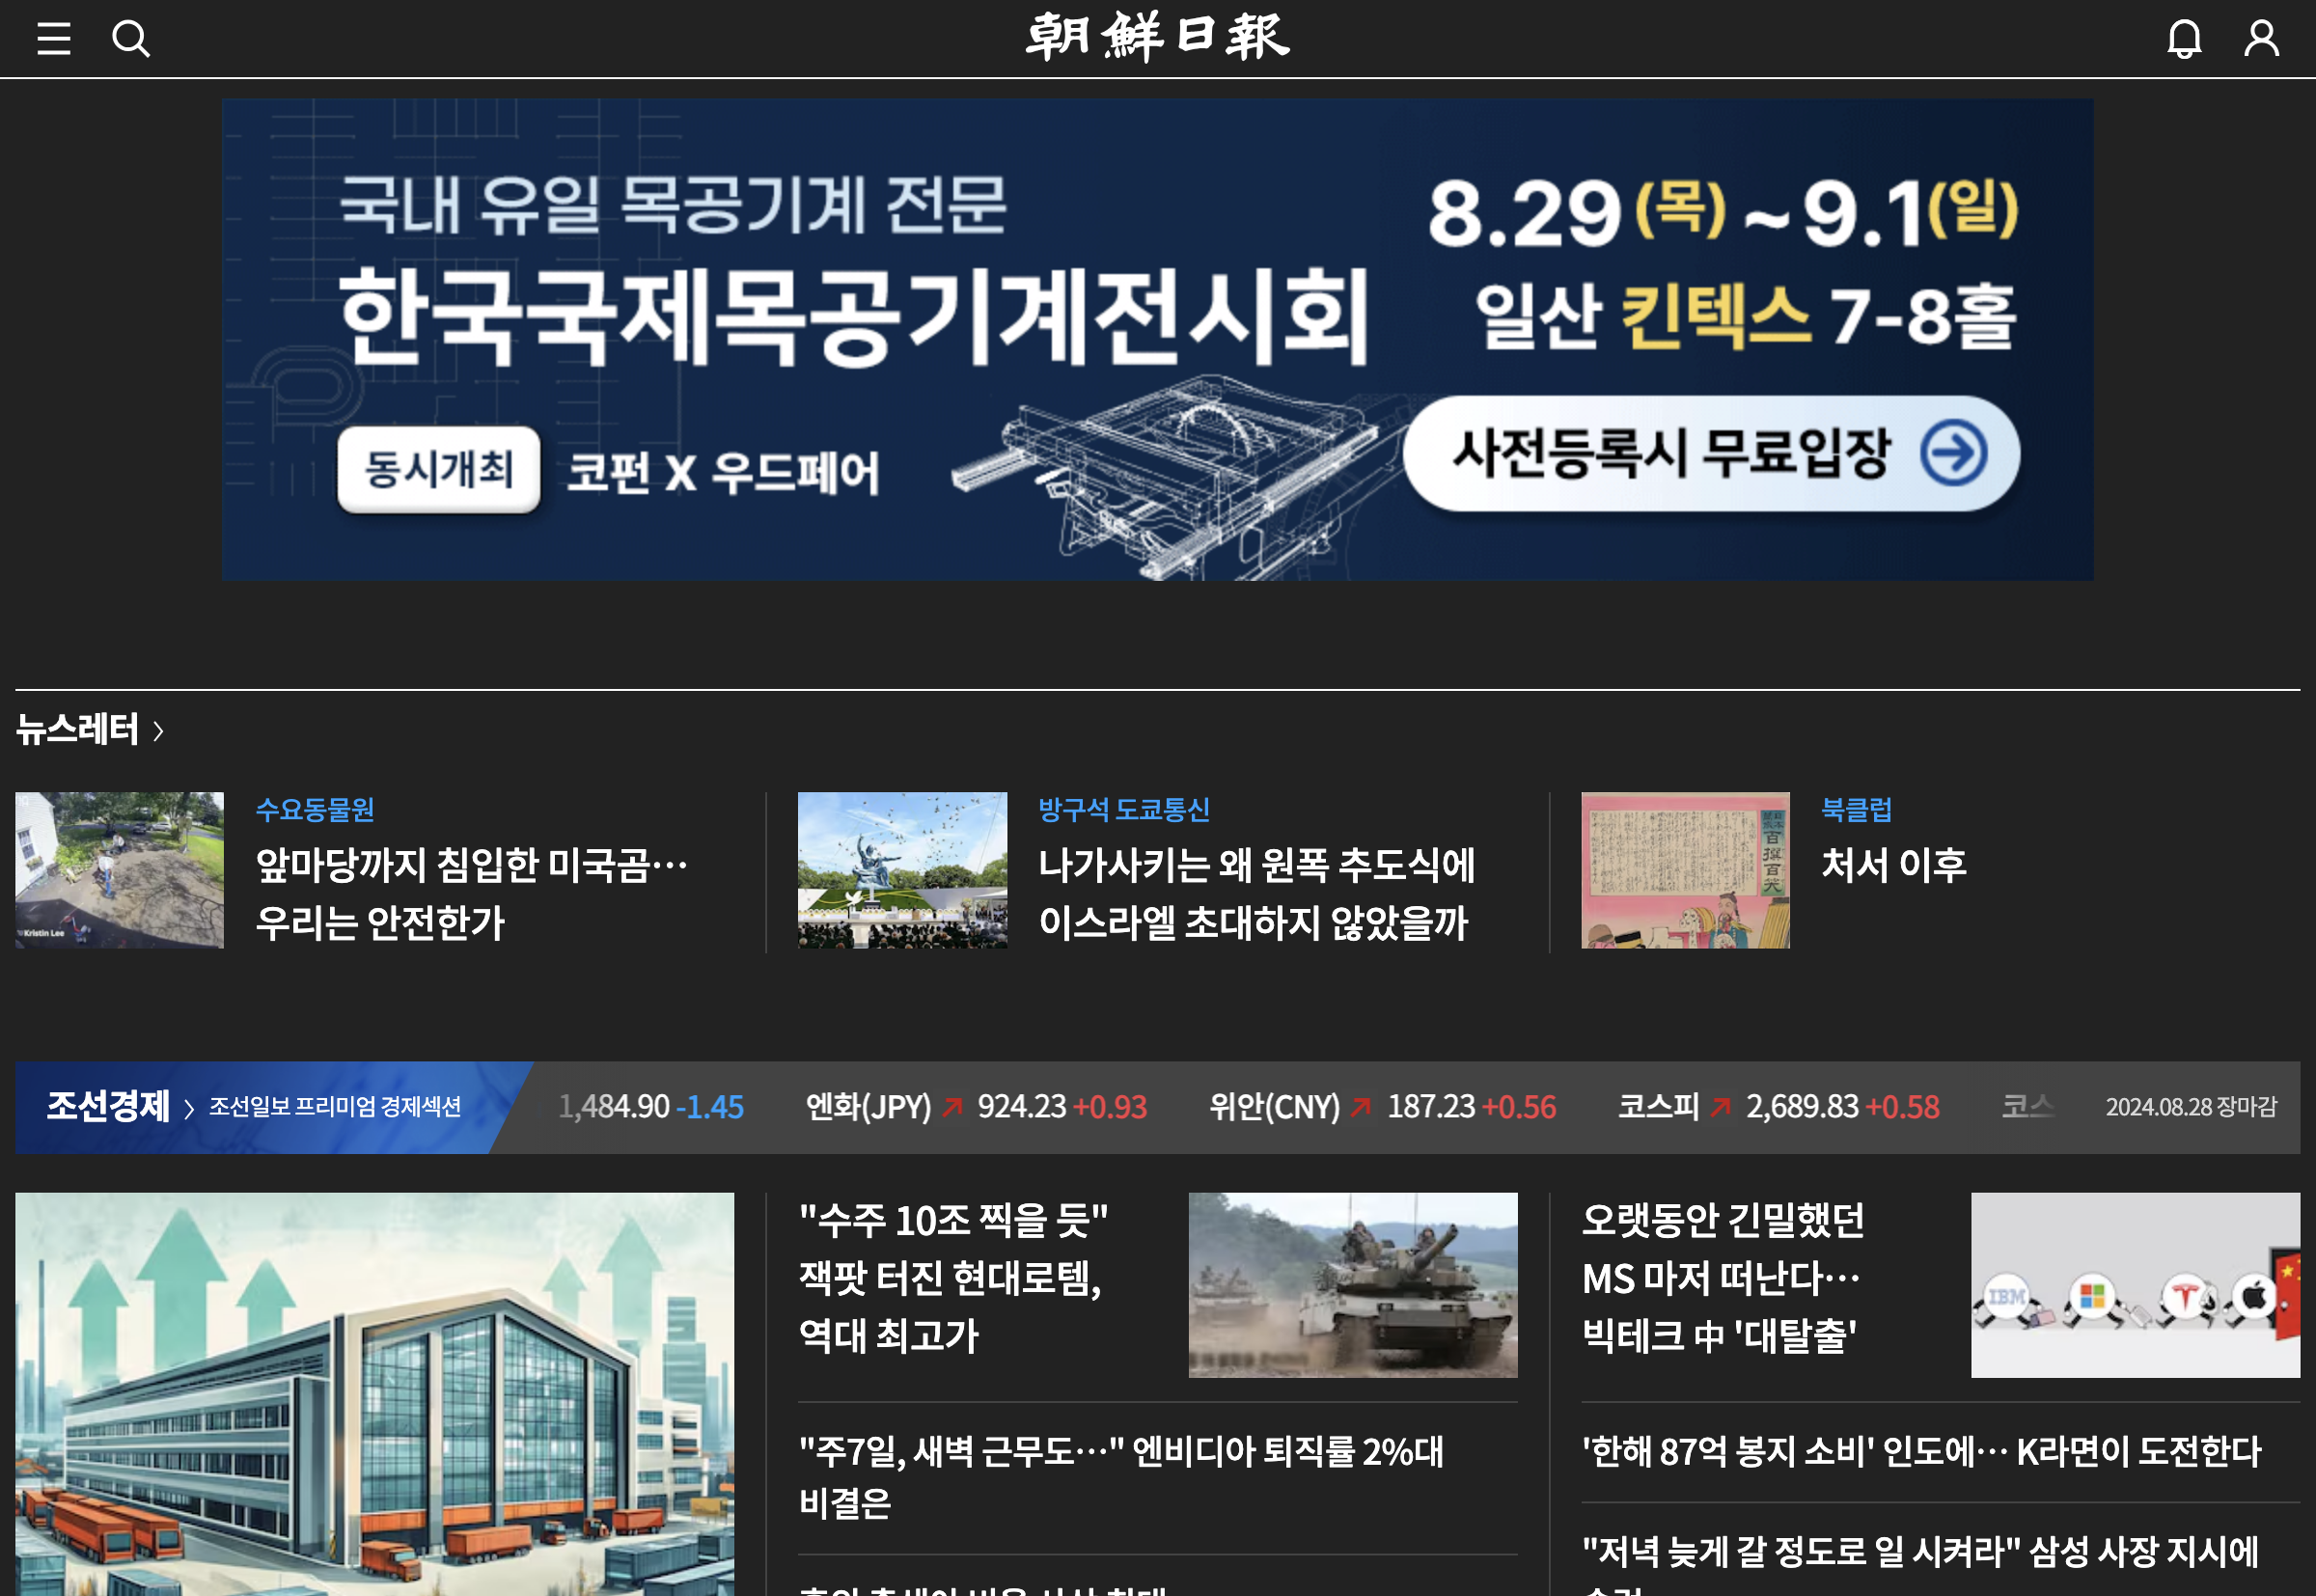 朝鮮日報
국내 유일 목공기계 전문
한국국제목공기계전시회
동시개최 코펀 X 우드페어
8.29(목) ~ 9.1(일)
일산 킨텍스 7-8홀
사전등록시 무료입장
뉴스레터
수요동물원
앞마당까지 침입한 미국곰…
우리는 안전한가
Kristin Lee
방구석 도쿄통신
나가사키는 왜 원폭 추도식에
이스라엘 초대하지 않았을까
북클럽
처서 이후
百撰百笑
조선경제 조선일보 프리미엄 경제섹션 1,484.90 -1.45 엔화(JPY) 924.23 +0.93 위안(CNY) 187.23 +0.56 코스피 2,689.83 +0.58 코스 2024.08.28 장마감
"수주 10조 찍을 듯"
잭팟 터진 현대로템,
역대 최고가
"주7일, 새벽 근무도…" 엔비디아 퇴직률 2%대
비결은
오랫동안 긴밀했던
MS 마저 떠난다…
빅테크 中 '대탈출'
IBM
'한해 87억 봉지 소비' 인도에… K라면이 도전한다
"저녁 늦게 갈 정도로 일 시켜라" 삼성 사장 지시에